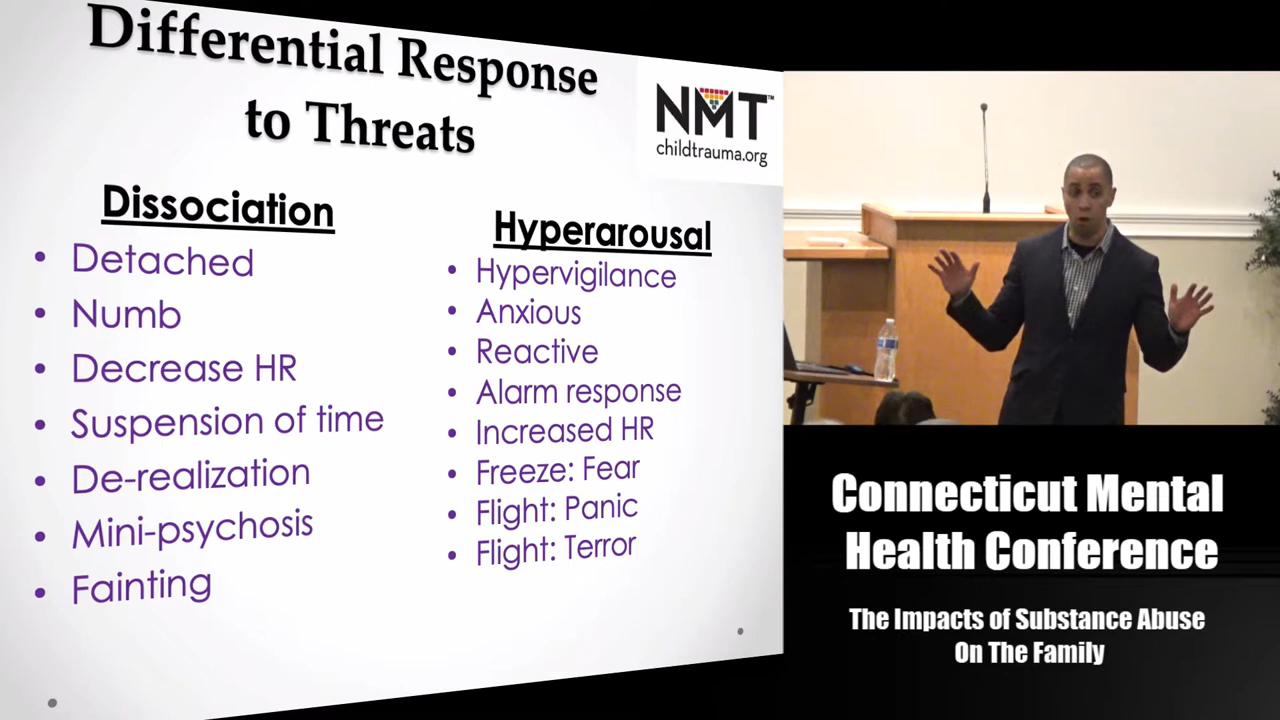 Differential Response
to Threats
NMT™
childtrauma.org
Dissociation
• Detached
• Numb
• Decrease HR
• Suspension of time
• De-realization
• Mini-psychosis
• Fainting
Hyperarousal
• Hypervigilance
• Anxious
• Reactive
• Alarm response
• Increased HR
• Freeze: Fear
• Flight: Panic
• Flight: Terror
Connecticut Mental
Health Conference
The Impacts of Substance Abuse
On The Family